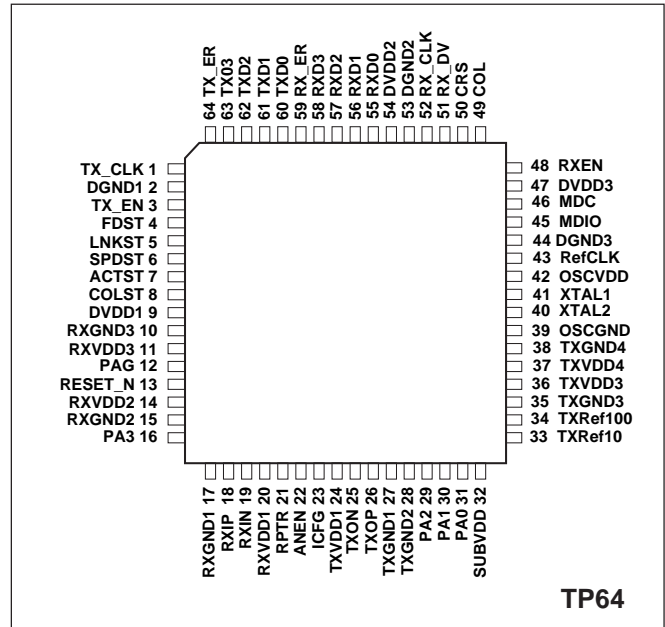 64 TX_ER
63 TX03
62 TXD2
61 TXD1
60 TXD0
59 RX_ER
58 RXD3
57 RXD2
56 RXD1
55 RXD0
54 DVDD2
53 DGND2
52 RX_CLK
51 RX_DV
50 CRS
49 COL
TX_CLK 1
DGND1 2
TX_EN 3
FDST 4
LNKST 5
SPDST 6
ACTST 7
COLST 8
DVDD1 9
RXGND3 10
RXVDD3 11
PAG 12
RESET_N 13
RXVDD2 14
RXGND2 15
PA3 16
48 RXEN
47 DVDD3
46 MDC
45 MDIO
44 DGND3
43 RefCLK
42 OSCVDD
41 XTAL1
40 XTAL2
39 OSCGND
38 TXGND4
37 TXVDD4
36 TXVDD3
35 TXGND3
34 TXRef100
33 TXRef10
RXGND1 17
RXIP 18
RXIN 19
RXVDD1 20
RPTR 21
ANEN 22
ICFG 23
TXVDD1 24
TXON 25
TXOP 26
TXGND1 27
TXGND2 28
PA2 29
PA1 30
PA0 31
SUBVDD 32
TP64